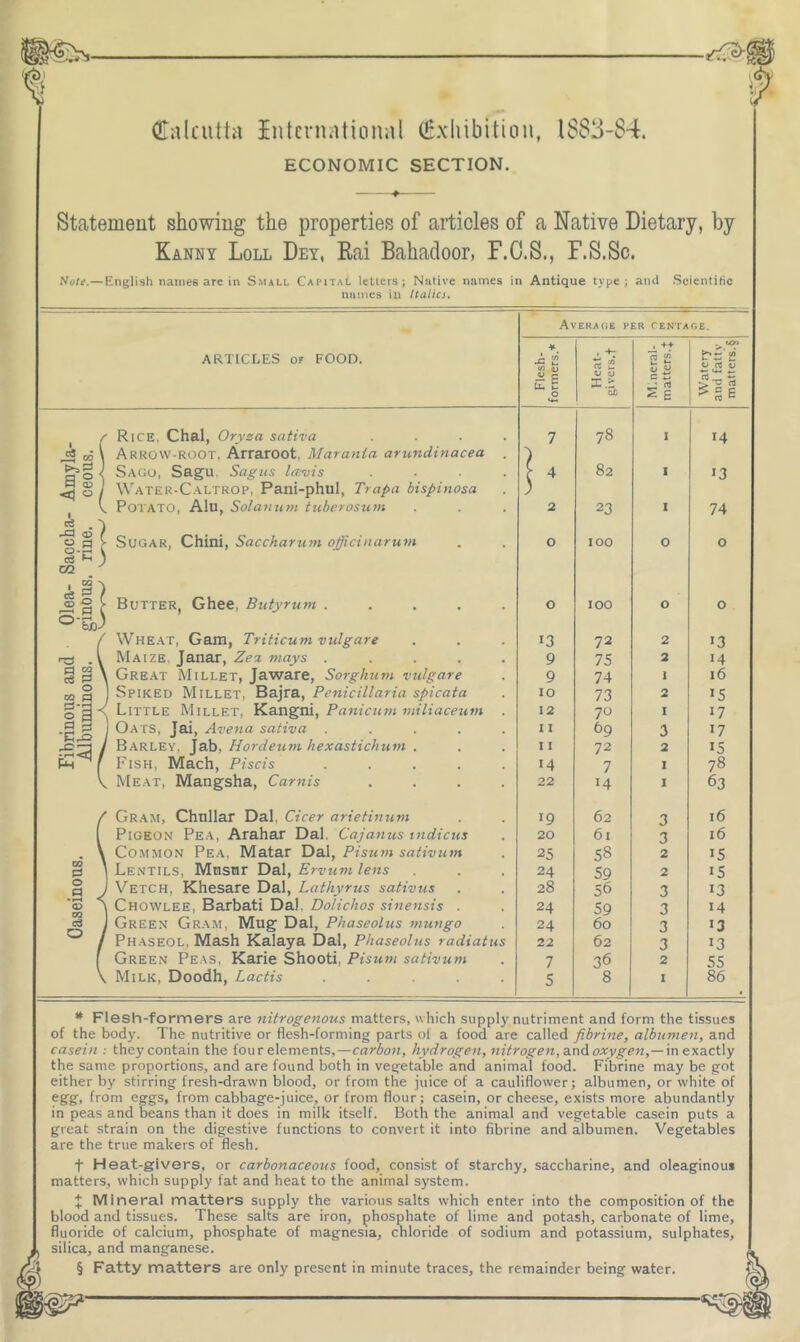 Calcutta International Exhibition, 1883-84.
ECONOMIC SECTION.
Statement showing the properties of articles of a Native Dietary, by
KANNY LOLL DEY, Rai Bahadoor, F.C.S., F.S.Sc.
Note.—English names are in SMALL CAPITAL letters; Native names in Antique type; and Scientific
names in Italics.
ARTICLES OF FOOD.
AVERAGE PER CENTAGE.
Flesh-formers.* Heat-givers.† Mineral-matters.‡ Watery and fatty matters.§
Amylaceous.
RICE, Chal, Oryza sativa . . . . 7 78 1 14
ARROW-ROOT, Arraroot, Maranta arundinacea .
SAGO, Sagu, Sagus lævis . . . . 4 82 1 13
WATER-CALTROP, Pani-phul, Trapa bispinosa .
POTATO, Alu, Solanum tuberosum . . . 2 23 1 74
Saccharine.
SUGAR, Chini, Saccharum officinarum . . 0 100 0 0
Oleaginous.
BUTTER, Ghee, Butyrum . . . . . 0 100 0 0
Fibrinous and Albuminous.
WHEAT, Gam, Triticum vulgare . . . 13 72 2 13
MAIZE, Janar, Zea mays . . . . . 9 75 2 14
GREAT MILLET, Jaware, Sorghum vulgare . 9 74 1 16
SPIKED MILLET, Bajra, Penicillaria spicata . 10 73 2 15
LITTLE MILLET, Kangni, Panicum miliaceum . 12 70 1 17
OATS, Jai, Avena sativa . . . . . 11 69 3 17
BARLEY, Jab, Hordeum hexastichum . . . 11 72 2 15
FISH, Mach, Piscis . . . . . 14 7 1 78
MEAT, Mangsha, Carnis . . . . 22 14 1 63
Caseinous.
GRAM, Chullar Dal, Cicer arietinum . . 19 62 3 16
PIGEON PEA, Arahar Dal, Cajanus indicus . 20 61 3 16
COMMON PEA, Matar Dal, Pisum sativum . 25 58 2 15
LENTILS, Musur Dal, Ervum lens . . . 24 59 2 15
VETCH, Khesare Dal, Lathyrus sativus . . 28 56 3 13
CHOWLEE, Barbati Dal, Dolichos sinensis . . 24 59 3 14
GREEN GRAM, Mug Dal, Phaseolus mungo . 24 60 3 13
PHASEOL, Mash Kalaya Dal, Phaseolus radiatus 22 62 3 13
GREEN PEAS, Karie Shooti, Pisum sativum . 7 36 2 55
MILK, Doodh, Lactis . . . . . 5 8 1 86
* Flesh-formers are nitrogenous matters, which supply nutriment and form the tissues
of the body. The nutritive or flesh-forming parts of a food are called fibrine, albumen, and
casein : they contain the four elements,—carbon, hydrogen, nitrogen, and oxygen,—in exactly
the same proportions, and are found both in vegetable and animal food. Fibrine may be got
either by stirring fresh-drawn blood, or from the juice of a cauliflower; albumen, or white of
egg, from eggs, from cabbage-juice, or from flour; casein, or cheese, exists more abundantly
in peas and beans than it does in milk itself. Both the animal and vegetable casein puts a
great strain on the digestive functions to convert it into fibrine and albumen. Vegetables
are the true makers of flesh.
† Heat-givers, or carbonaceous food, consist of starchy, saccharine, and oleaginous
matters, which supply fat and heat to the animal system.
‡ Mineral matters supply the various salts which enter into the composition of the
blood and tissues. These salts are iron, phosphate of lime and potash, carbonate of lime,
fluoride of calcium, phosphate of magnesia, chloride of sodium and potassium, sulphates,
silica, and manganese.
§ Fatty matters are only present in minute traces, the remainder being water.